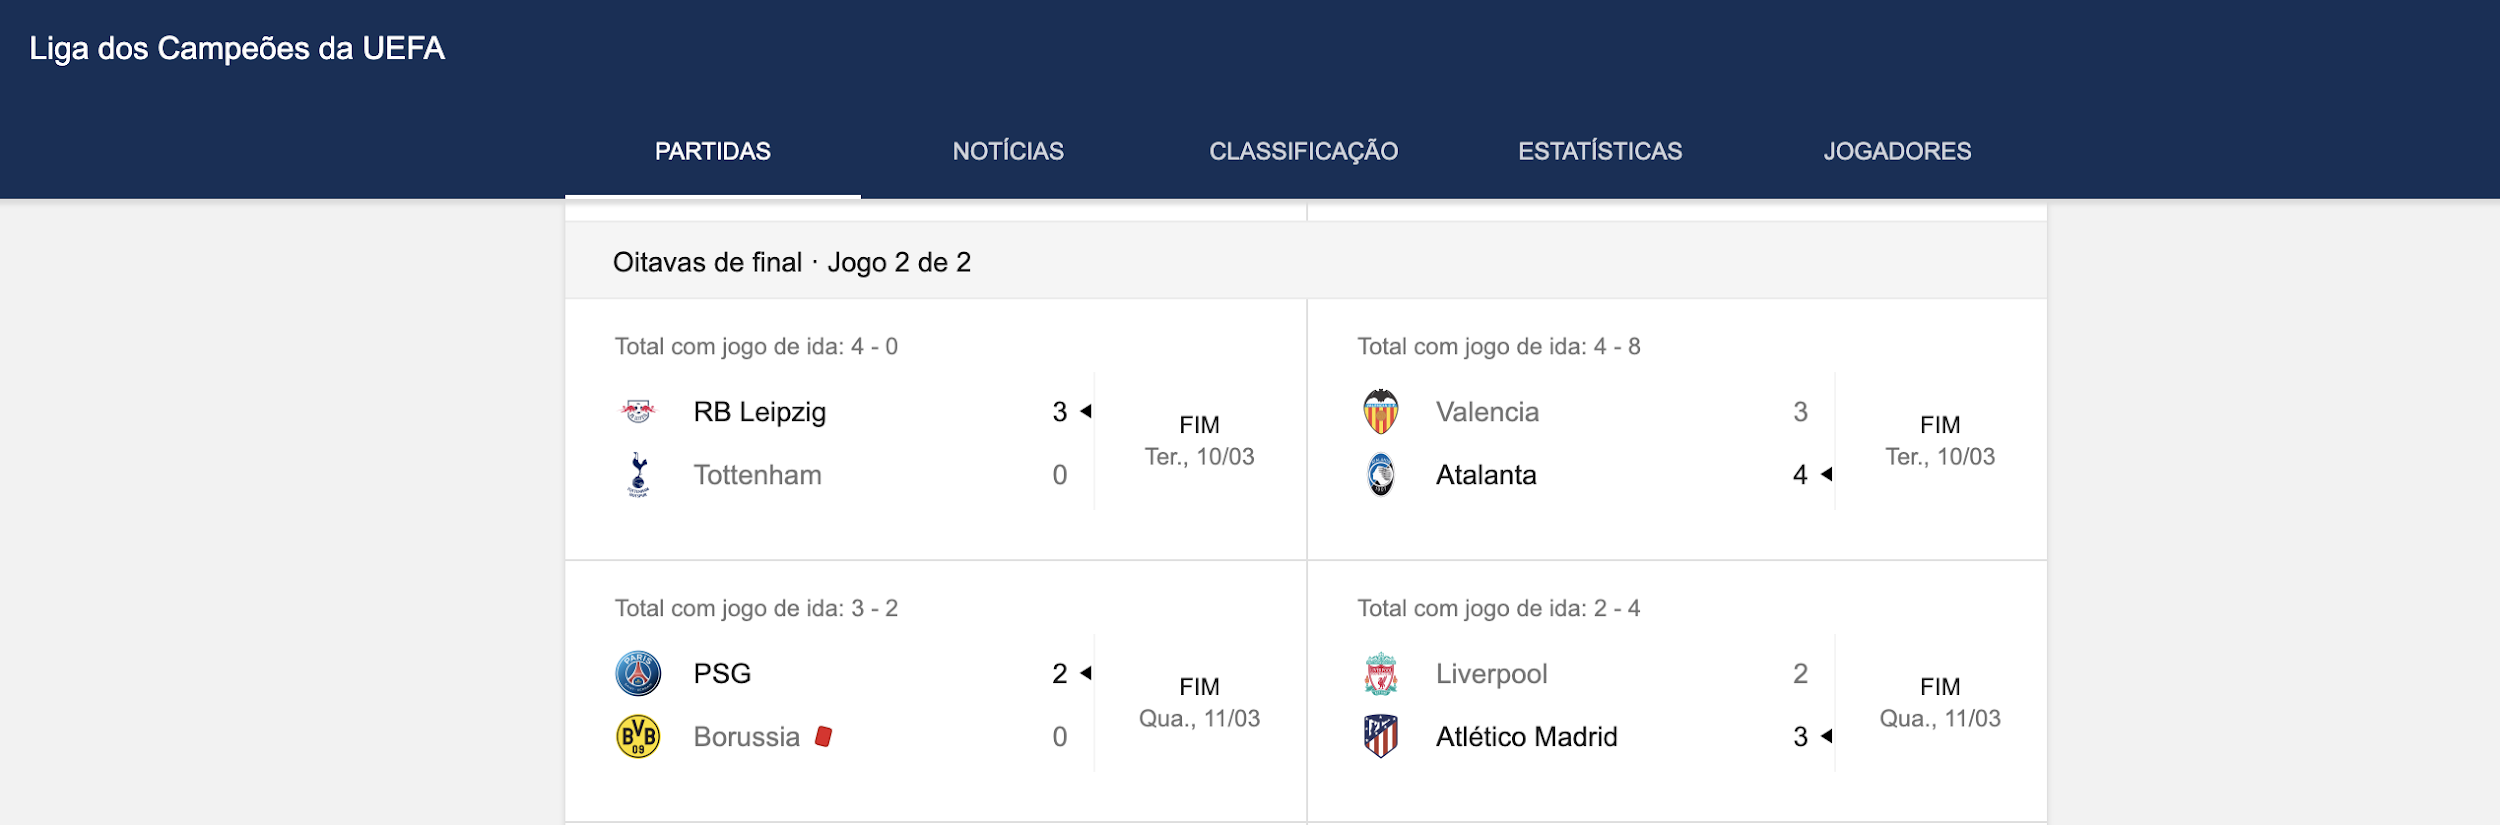 Liga dos Campeões da UEFA
PARTIDAS NOTÍCIAS CLASSIFICAÇÃO ESTATÍSTICAS JOGADORES
Oitavas de final · Jogo 2 de 2
Total com jogo de ida: 4 - 0
RB Leipzig 3
Tottenham 0
FIM
Ter., 10/03
Total com jogo de ida: 4 - 8
Valencia 3
Atalanta 4
FIM
Ter., 10/03
Total com jogo de ida: 3 - 2
PARIS
PSG 2
BVB
09
Borussia 0
FIM
Qua., 11/03
Total com jogo de ida: 2 - 4
Liverpool 2
Atlético Madrid 3
FIM
Qua., 11/03